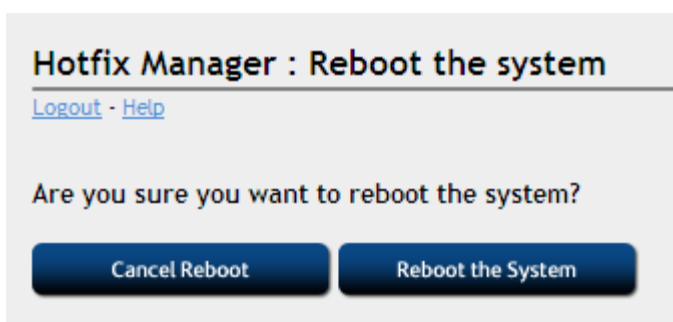 Hotfix Manager : Reboot the system
Logout - Help
Are you sure you want to reboot the system?
Cancel Reboot Reboot the System